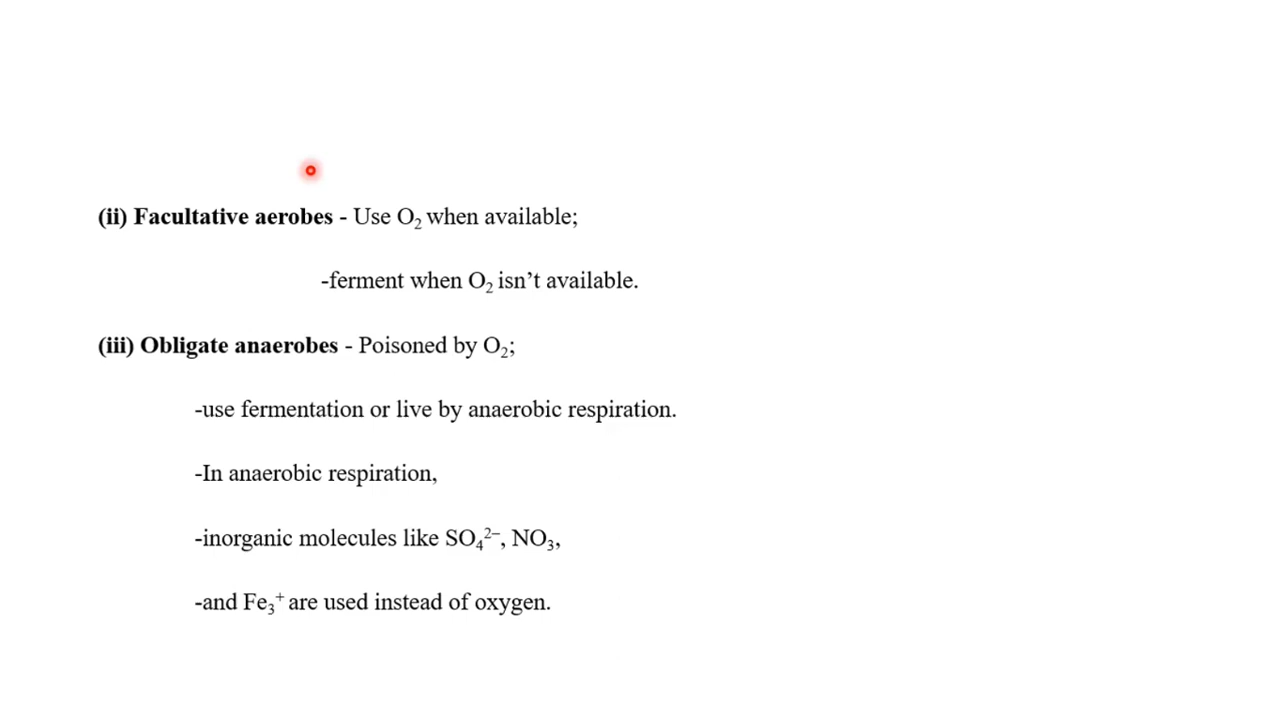 (ii) Facultative aerobes - Use O₂ when available;
-ferment when O₂ isn’t available.
(iii) Obligate anaerobes - Poisoned by O₂;
-use fermentation or live by anaerobic respiration.
-In anaerobic respiration,
-inorganic molecules like SO₄²⁻, NO₃,
-and Fe₃⁺ are used instead of oxygen.